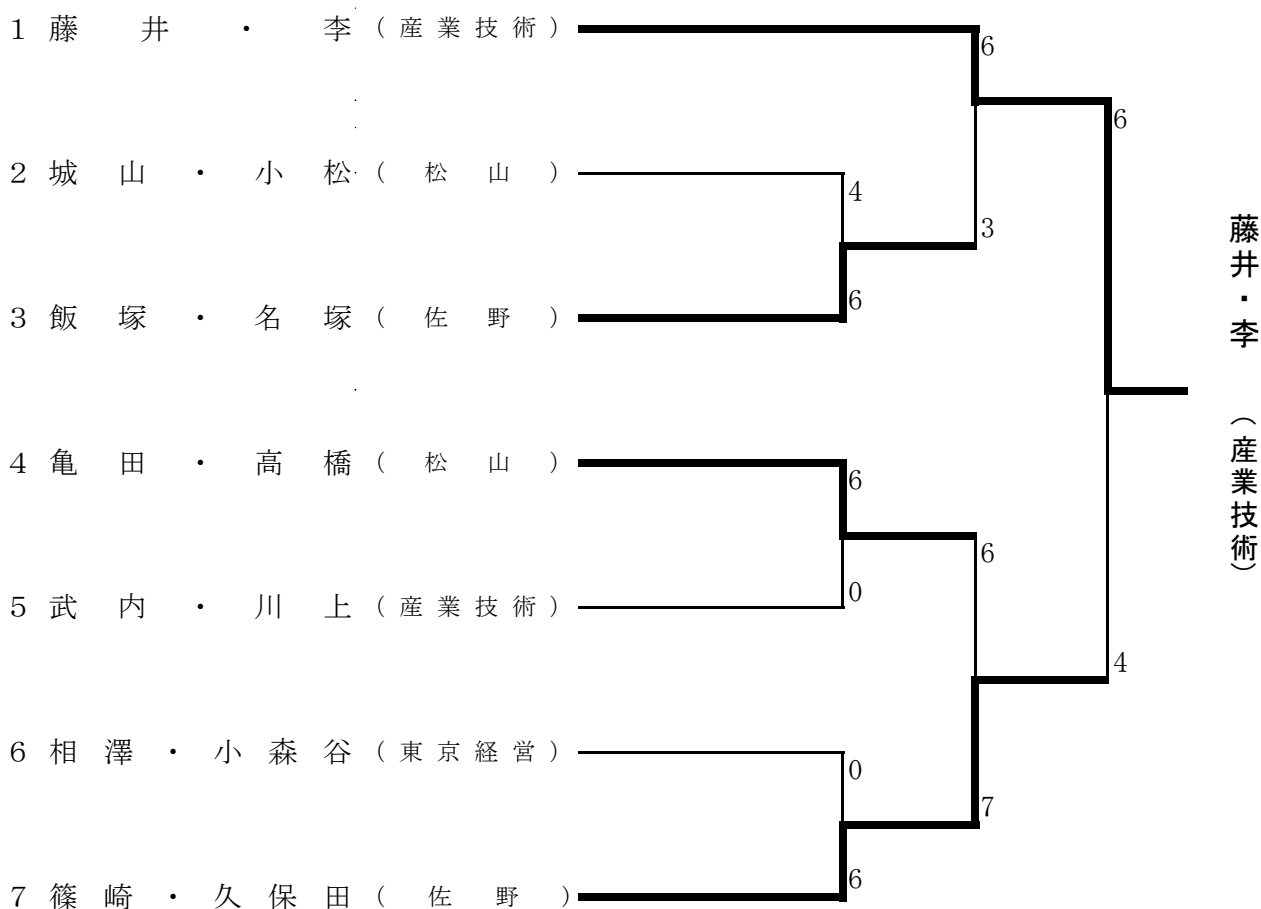 1 藤井・李 (産業技術)
6
6
2 城山・小松 (松山)
4
3
3 飯塚・名塚 (佐野)
6
藤井・李 (産業技術)
4 亀田・高橋 (松山)
6
6
5 武内・川上 (産業技術)
0
4
6 相澤・小森谷 (東京経営)
0
7
7 篠崎・久保田 (佐野)
6